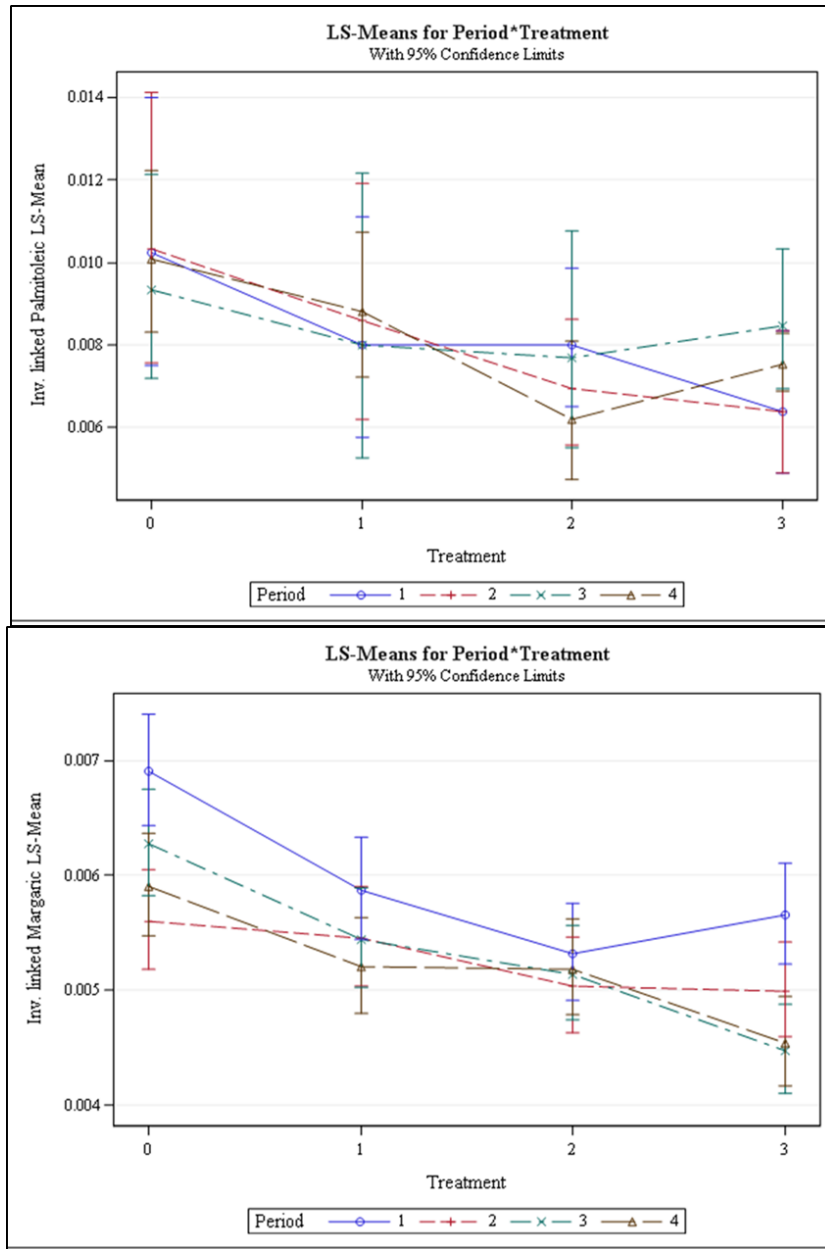 LS-Means for Period*Treatment
With 95% Confidence Limits
Inv. linked Palmitoleic LS-Mean
0.014
0.012
0.010
0.008
0.006
0 1 2 3
Treatment
Period 1 2 3 4
LS-Means for Period*Treatment
With 95% Confidence Limits
Inv. linked Margaric LS-Mean
0.007
0.006
0.005
0.004
0 1 2 3
Treatment
Period 1 2 3 4